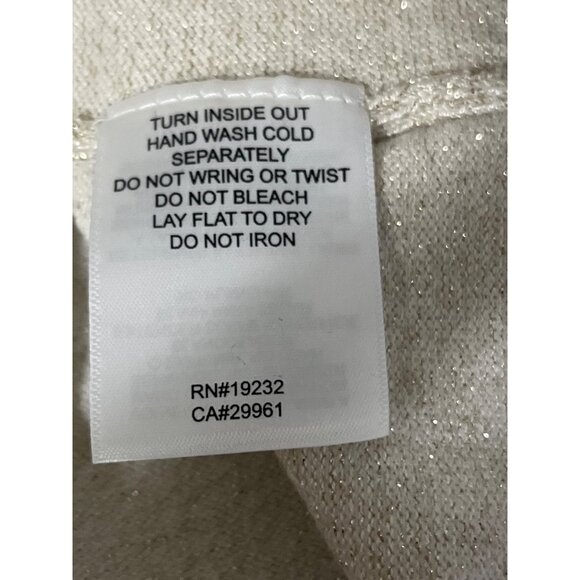 TURN INSIDE OUT
HAND WASH COLD
SEPARATELY
DO NOT WRING OR TWIST
DO NOT BLEACH
LAY FLAT TO DRY
DO NOT IRON
RN#19232
CA#29961